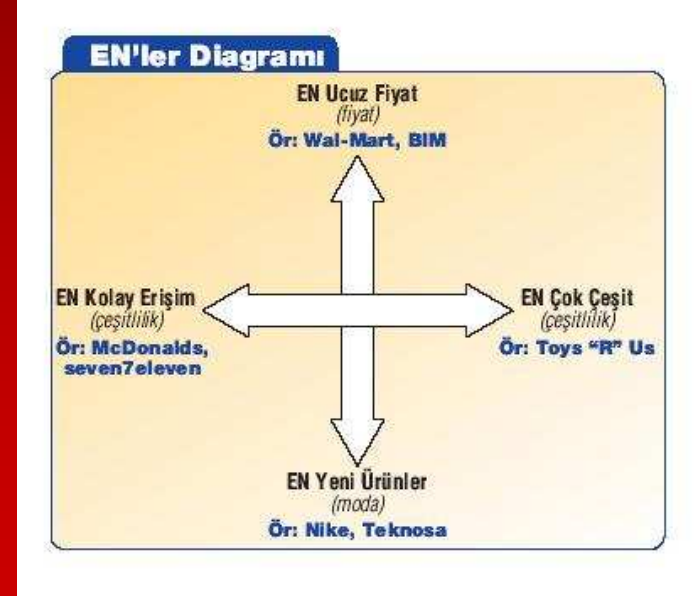 EN'ler Diagramı
EN Ucuz Fiyat
(fiyat)
Ör: Wal-Mart, BIM
EN Kolay Erişim
(çeşitlilik)
Ör: McDonalds,
seven7eleven
EN Çok Çeşit
(çeşitlilik)
Ör: Toys “R” Us
EN Yeni Ürünler
(moda)
Ör: Nike, Teknosa